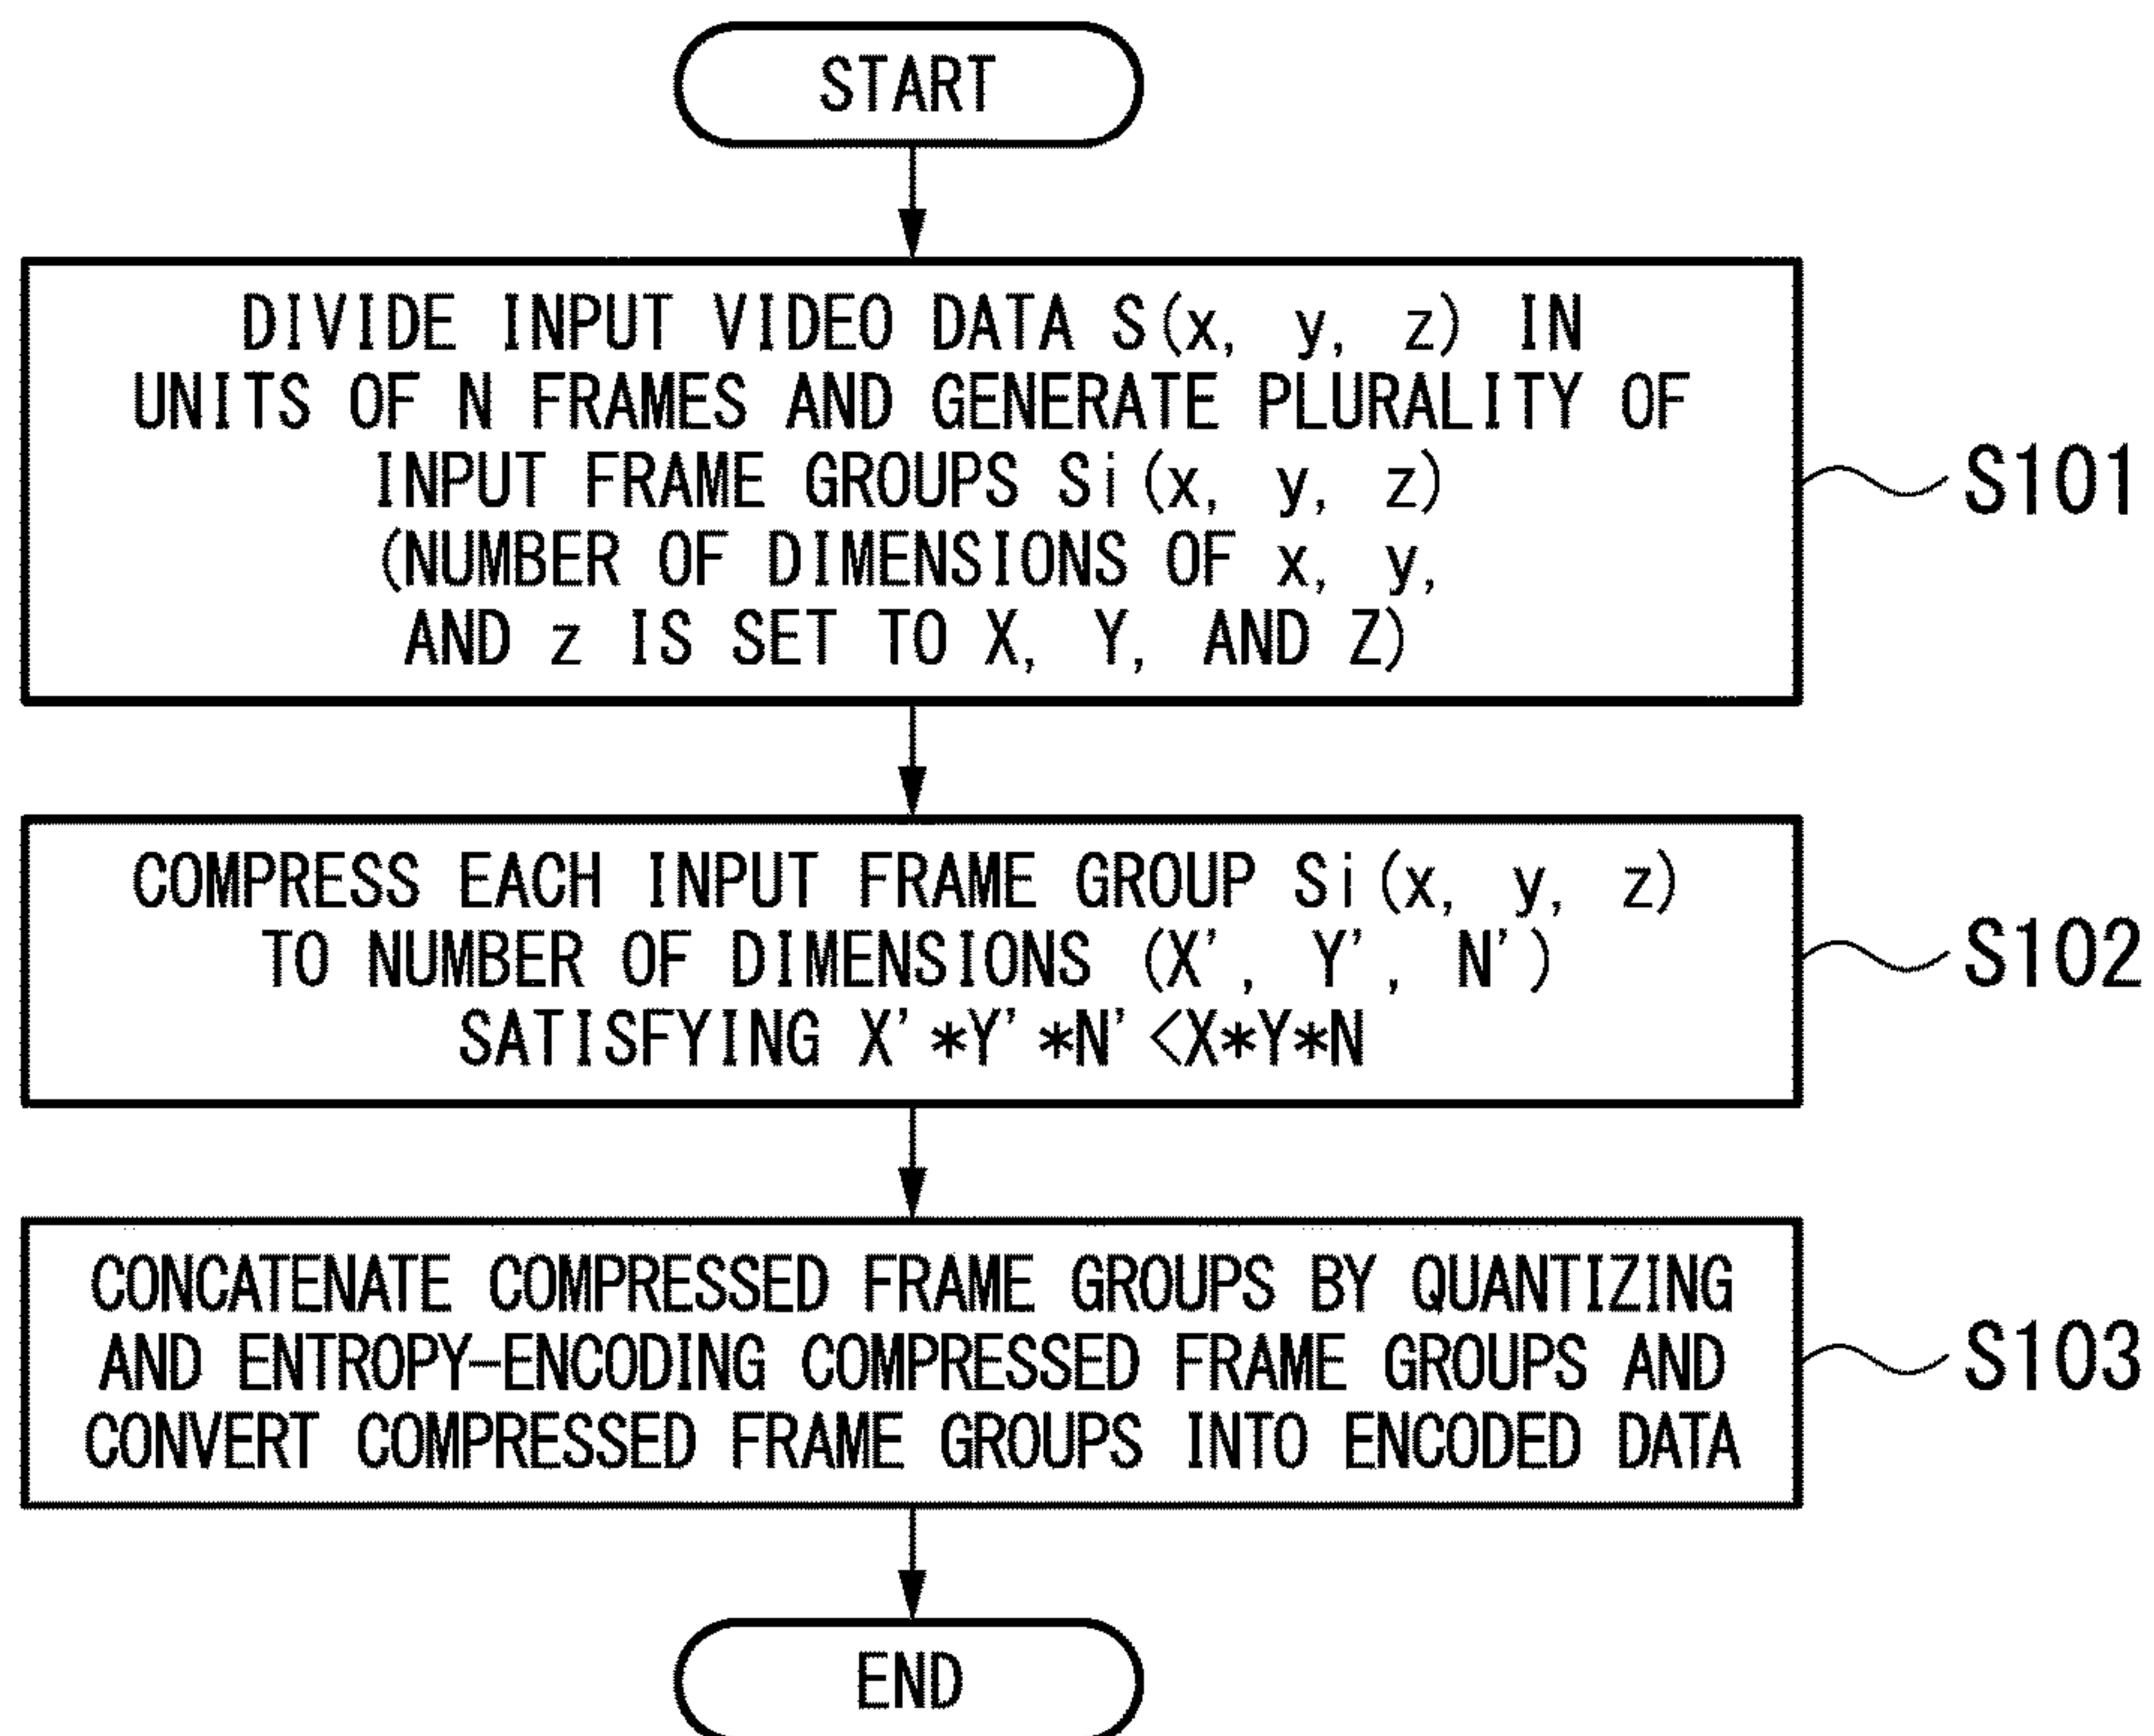 START
DIVIDE INPUT VIDEO DATA S(x, y, z) IN
UNITS OF N FRAMES AND GENERATE PLURALITY OF
INPUT FRAME GROUPS Si(x, y, z)
(NUMBER OF DIMENSIONS OF x, y,
AND z IS SET TO X, Y, AND Z)
S101
COMPRESS EACH INPUT FRAME GROUP Si(x, y, z)
TO NUMBER OF DIMENSIONS (X', Y', N')
SATISFYING X'*Y'*N'<X*Y*N
S102
CONCATENATE COMPRESSED FRAME GROUPS BY QUANTIZING
AND ENTROPY-ENCODING COMPRESSED FRAME GROUPS AND
CONVERT COMPRESSED FRAME GROUPS INTO ENCODED DATA
S103
END